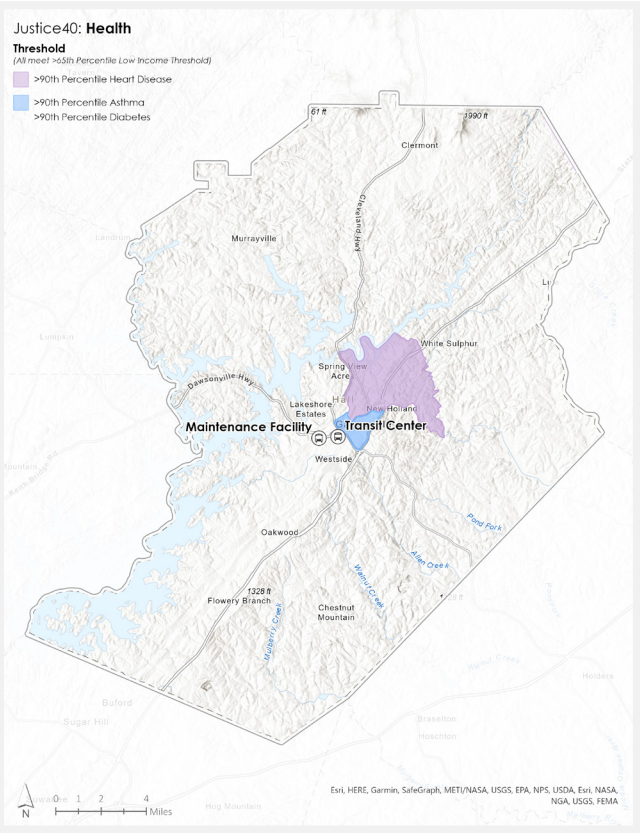 Justice40: Health
Threshold
(All meet >65th Percentile Low Income Threshold)
>90th Percentile Heart Disease
>90th Percentile Asthma
>90th Percentile Diabetes
61 ft
1990 ft
Clermont
Cleveland Hwy
Murrayville
Lumpkin
White Sulphur
Spring View
Acres
Dawsonville Hwy
Hall
Lakeshore
Estates
New Holland
Maintenance Facility
Transit Center
Westside
Pond Fork
Oakwood
Allen Creek
Walnut Creek
1328 ft
Flowery Branch
Mulberry Creek
Chestnut
Mountain
Holders
Buford
Sugar Hill
Braselton
Hoschton
Hog Mountain
N
0 1 2 4
Miles
Esri, HERE, Garmin, SafeGraph, METI/NASA, USGS, EPA, NPS, USDA, Esri, NASA,
NGA, USGS, FEMA